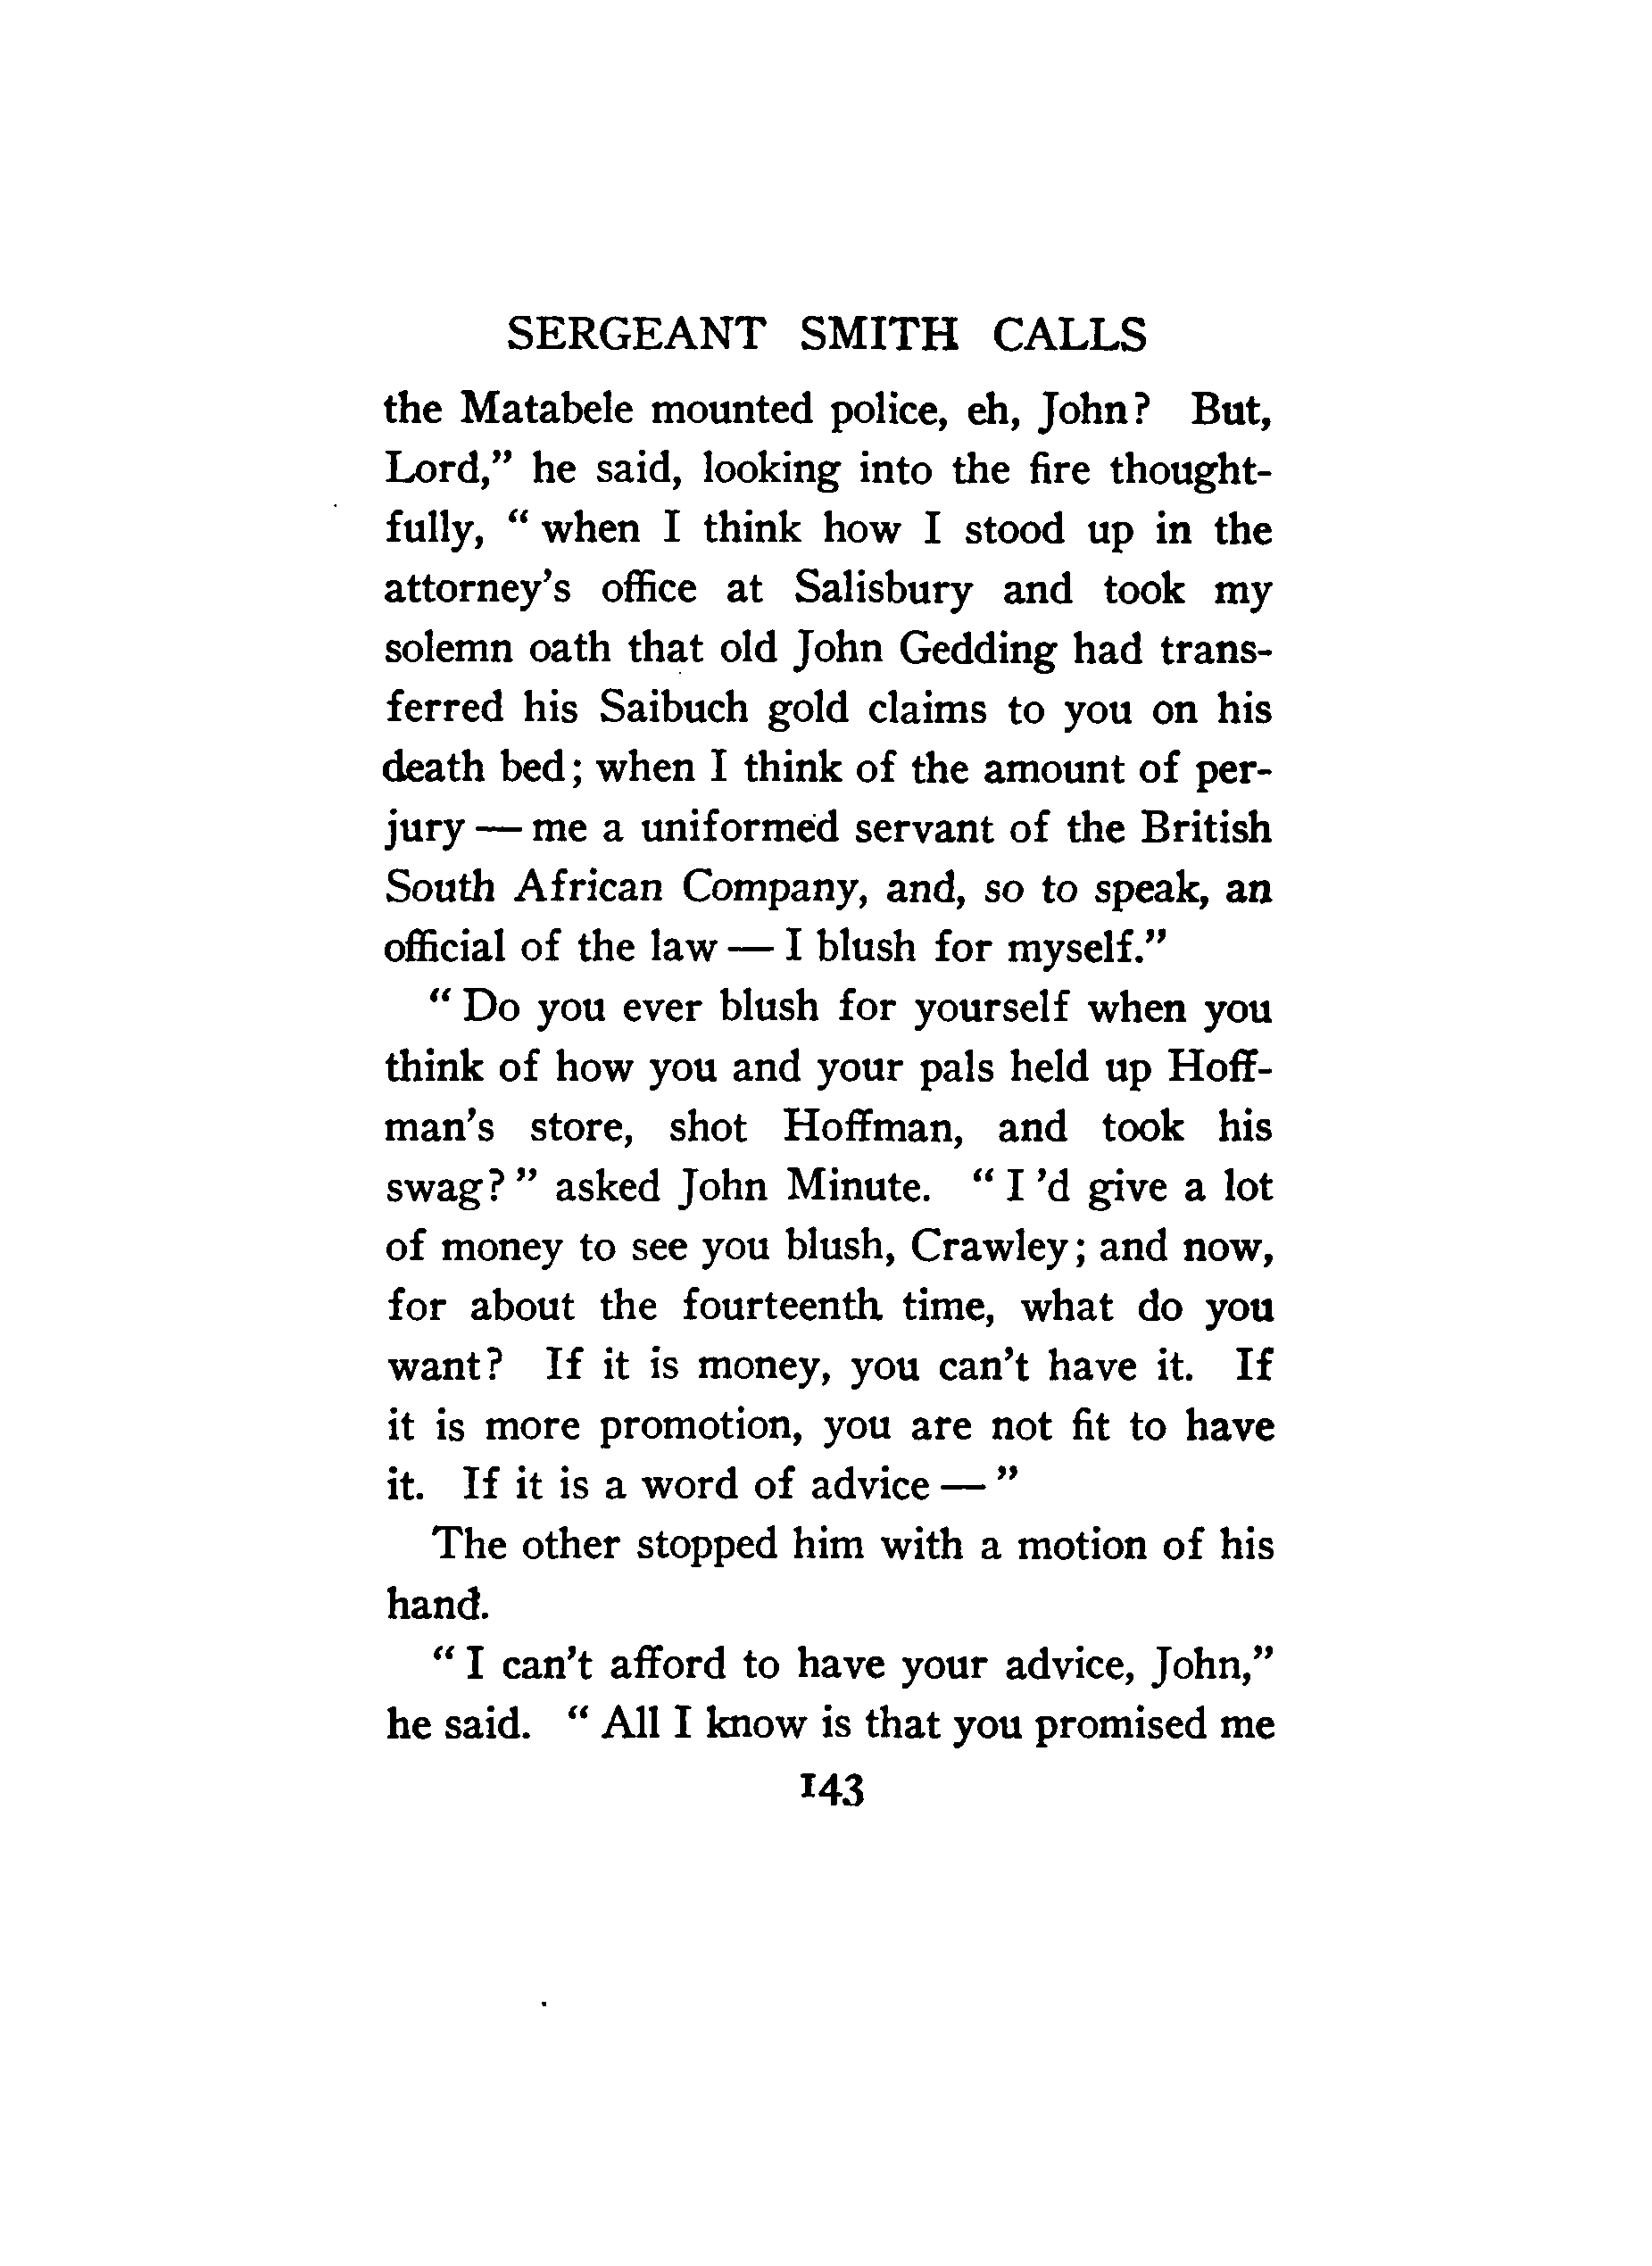 SERGEANT SMITH CALLS
the Matabele mounted police, eh, John? But,
Lord,” he said, looking into the fire thought-
fully, “ when I think how I stood up in the
attorney’s office at Salisbury and took my
solemn oath that old John Gedding had trans-
ferred his Saibuch gold claims to you on his
death bed; when I think of the amount of per-
jury — me a uniformed servant of the British
South African Company, and, so to speak, an
official of the law — I blush for myself.”
“ Do you ever blush for yourself when you
think of how you and your pals held up Hoff-
man’s store, shot Hoffman, and took his
swag? ” asked John Minute. “ I ’d give a lot
of money to see you blush, Crawley; and now,
for about the fourteenth time, what do you
want? If it is money, you can’t have it. If
it is more promotion, you are not fit to have
it. If it is a word of advice — ”
The other stopped him with a motion of his
hand.
“ I can’t afford to have your advice, John,”
he said. “ All I know is that you promised me
143